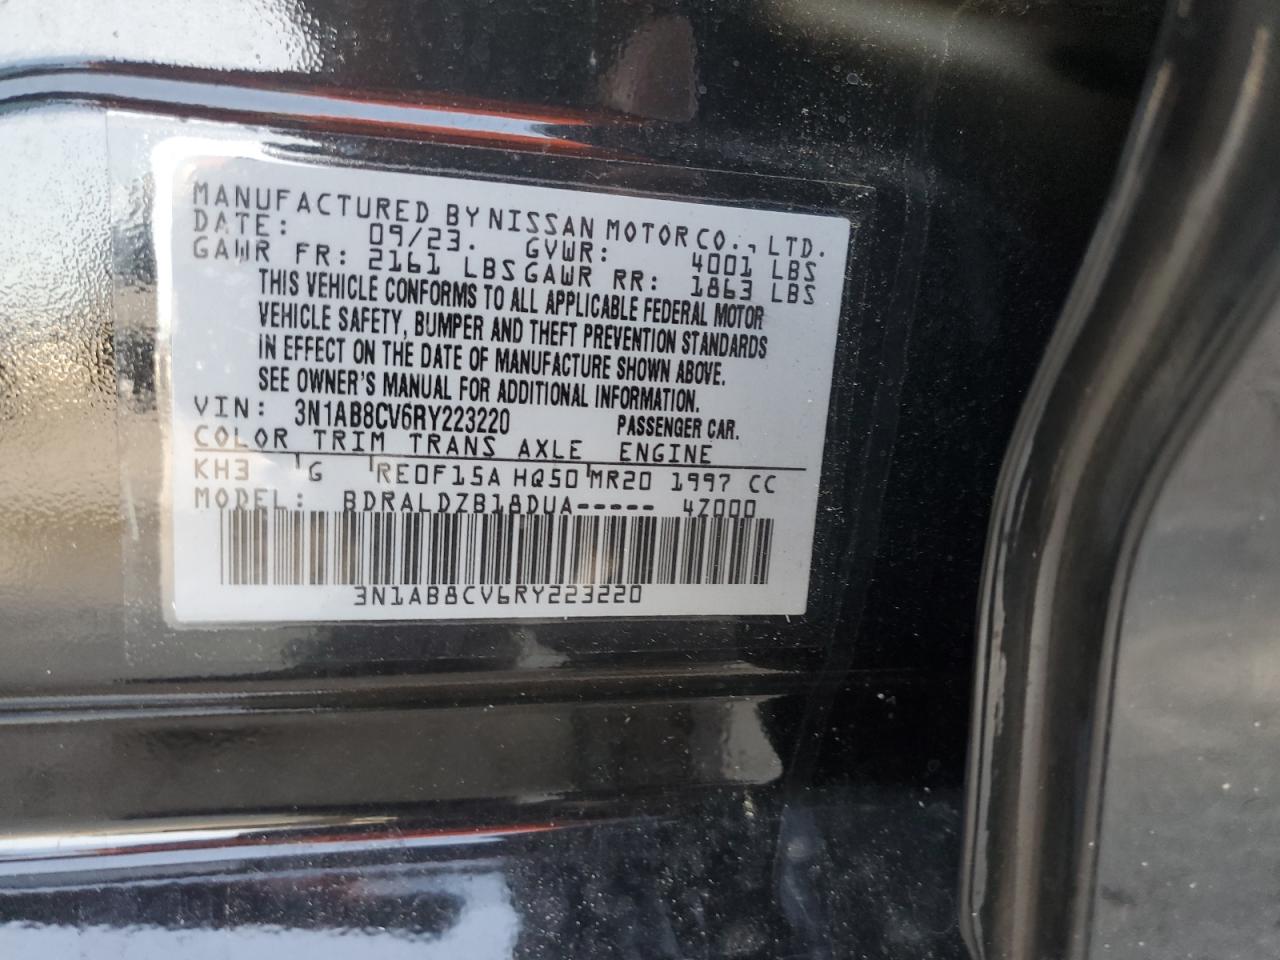 MANUFACTURED BY NISSAN MOTOR CO., LTD.
DATE: 09/23. GVWR: 4001 LBS
GAWR FR: 2161 LBS GAWR RR: 1863 LBS
THIS VEHICLE CONFORMS TO ALL APPLICABLE FEDERAL MOTOR
VEHICLE SAFETY, BUMPER AND THEFT PREVENTION STANDARDS
IN EFFECT ON THE DATE OF MANUFACTURE SHOWN ABOVE.
SEE OWNER'S MANUAL FOR ADDITIONAL INFORMATION.
VIN: 3N1AB8CV6RY223220 PASSENGER CAR.
COLOR TRIM TRANS AXLE ENGINE
KH3 G RE0F15A HQ50 MR20 1997 CC
MODEL: BDRALDZB18DUA----- 4Z000
3N1AB8CV6RY223220